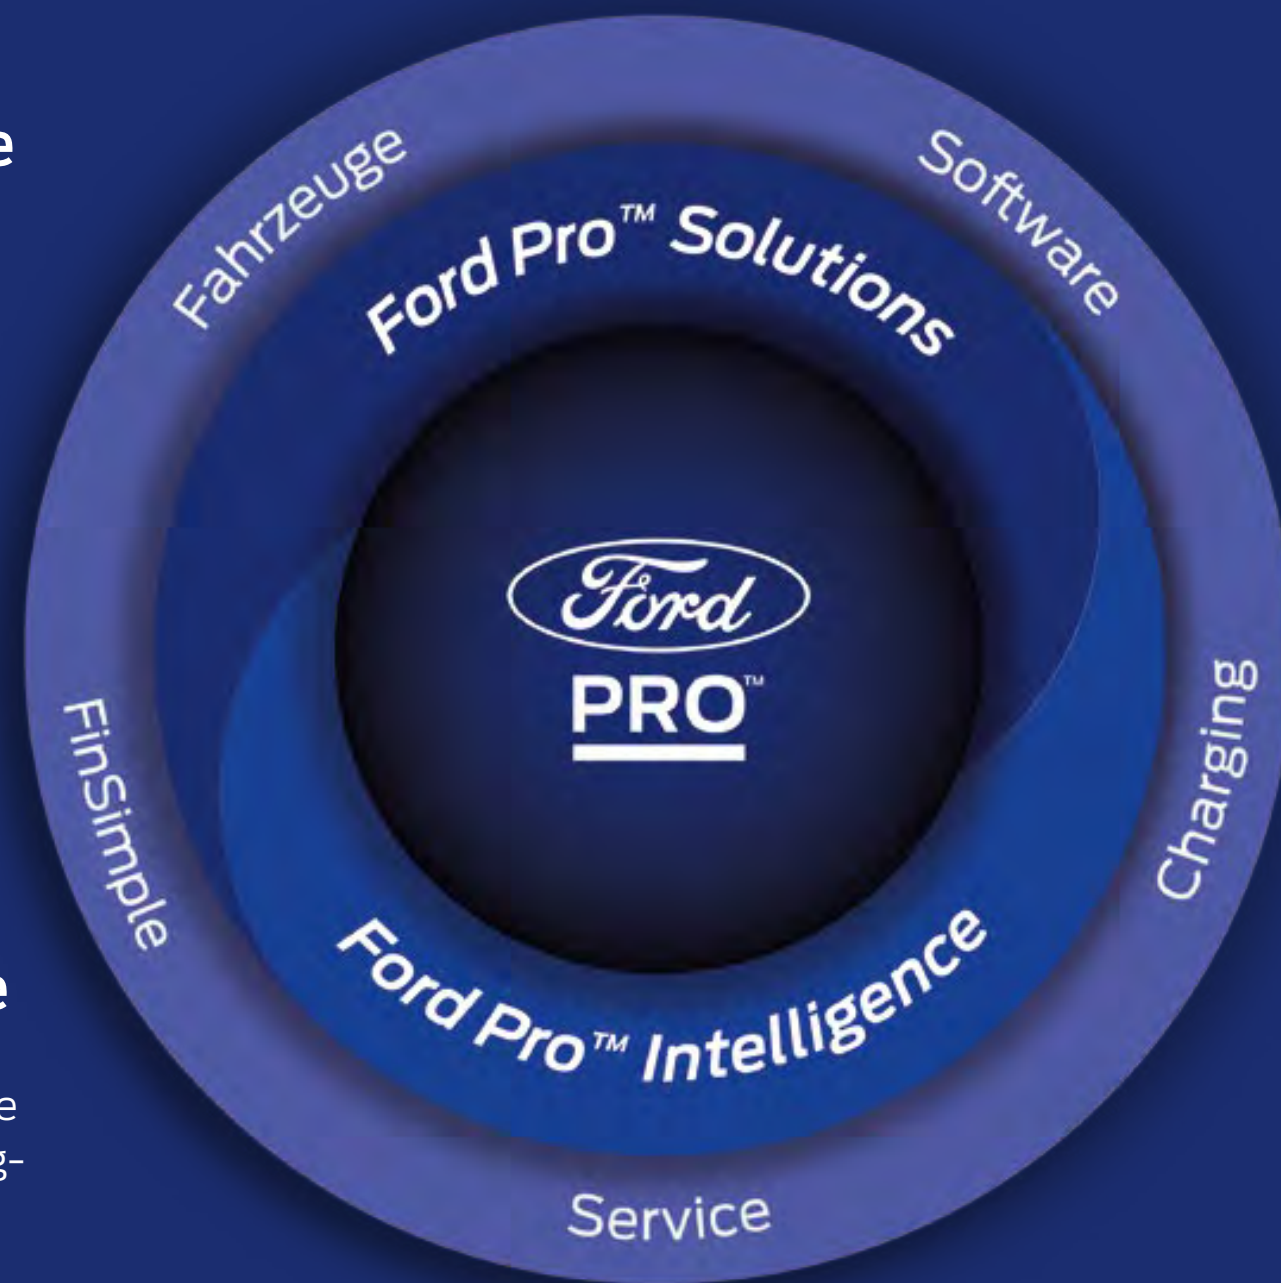 Fahrzeuge
Software
Ford Pro™ Solutions
Ford
PRO™
FinSimple
Charging
Ford Pro™ Intelligence
Service